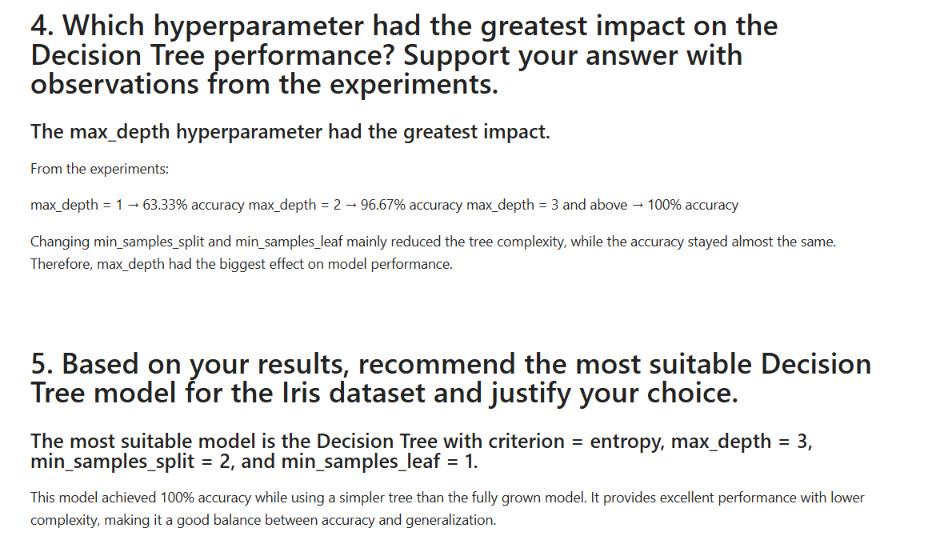 4. Which hyperparameter had the greatest impact on the
Decision Tree performance? Support your answer with
observations from the experiments.
The max_depth hyperparameter had the greatest impact.
From the experiments:
max_depth = 1 → 63.33% accuracy max_depth = 2 → 96.67% accuracy max_depth = 3 and above → 100% accuracy
Changing min_samples_split and min_samples_leaf mainly reduced the tree complexity, while the accuracy stayed almost the same.
Therefore, max_depth had the biggest effect on model performance.
5. Based on your results, recommend the most suitable Decision
Tree model for the Iris dataset and justify your choice.
The most suitable model is the Decision Tree with criterion = entropy, max_depth = 3,
min_samples_split = 2, and min_samples_leaf = 1.
This model achieved 100% accuracy while using a simpler tree than the fully grown model. It provides excellent performance with lower
complexity, making it a good balance between accuracy and generalization.